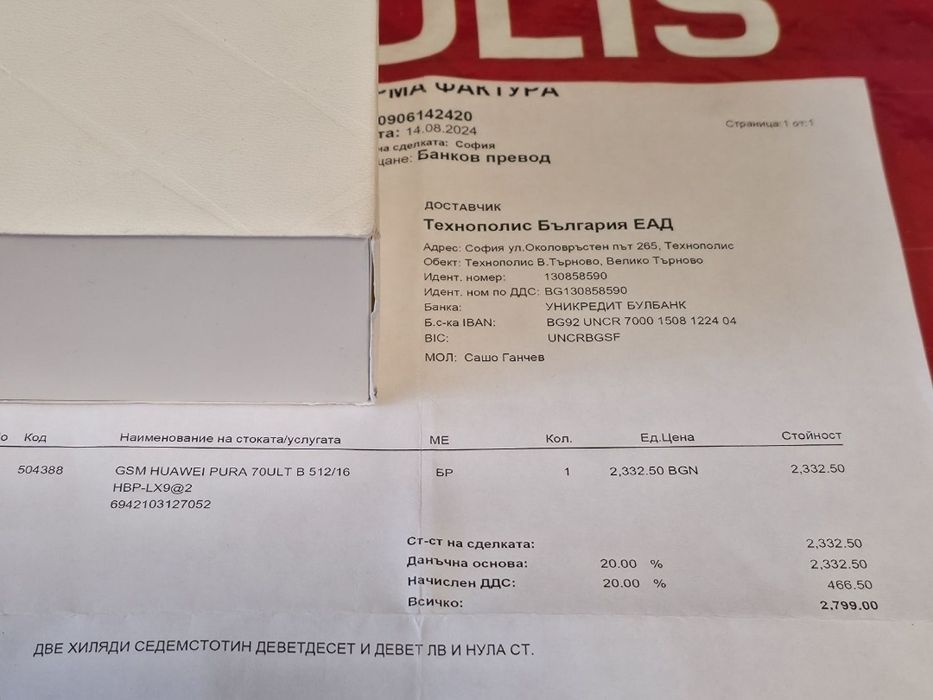 OLIS
ФАКТУРА
0906142420
та: 14.08.2024
на сделката: София
щане: Банков превод
Страница: 1 от: 1
ДОСТАВЧИК
Технополис България ЕАД
Адрес: София ул.Околовръстен път 265, Технополис
Обект: Технополис В.Търново, Велико Търново
Идент. номер: 130858590
Идент. ном по ДДС: BG130858590
Банка: УНИКРЕДИТ БУЛБАНК
Б.с-ка IBAN: BG92 UNCR 7000 1508 1224 04
BIC: UNCRBGSF
МОЛ: Сашо Ганчев
Код Наименование на стоката/услугата МЕ Кол. Ед.Цена Стойност
504388 GSM HUAWEI PURA 70ULT B 512/16 БР 1 2,332.50 BGN 2,332.50
HBP-LX9@2
6942103127052
Ст-ст на сделката: 2,332.50
Данъчна основа: 20.00 % 2,332.50
Начислен ДДС: 20.00 % 466.50
Всичко: 2,799.00
ДВЕ ХИЛЯДИ СЕДЕМСТОТИН ДЕВЕТДЕСЕТ И ДЕВЕТ ЛВ И НУЛА СТ.